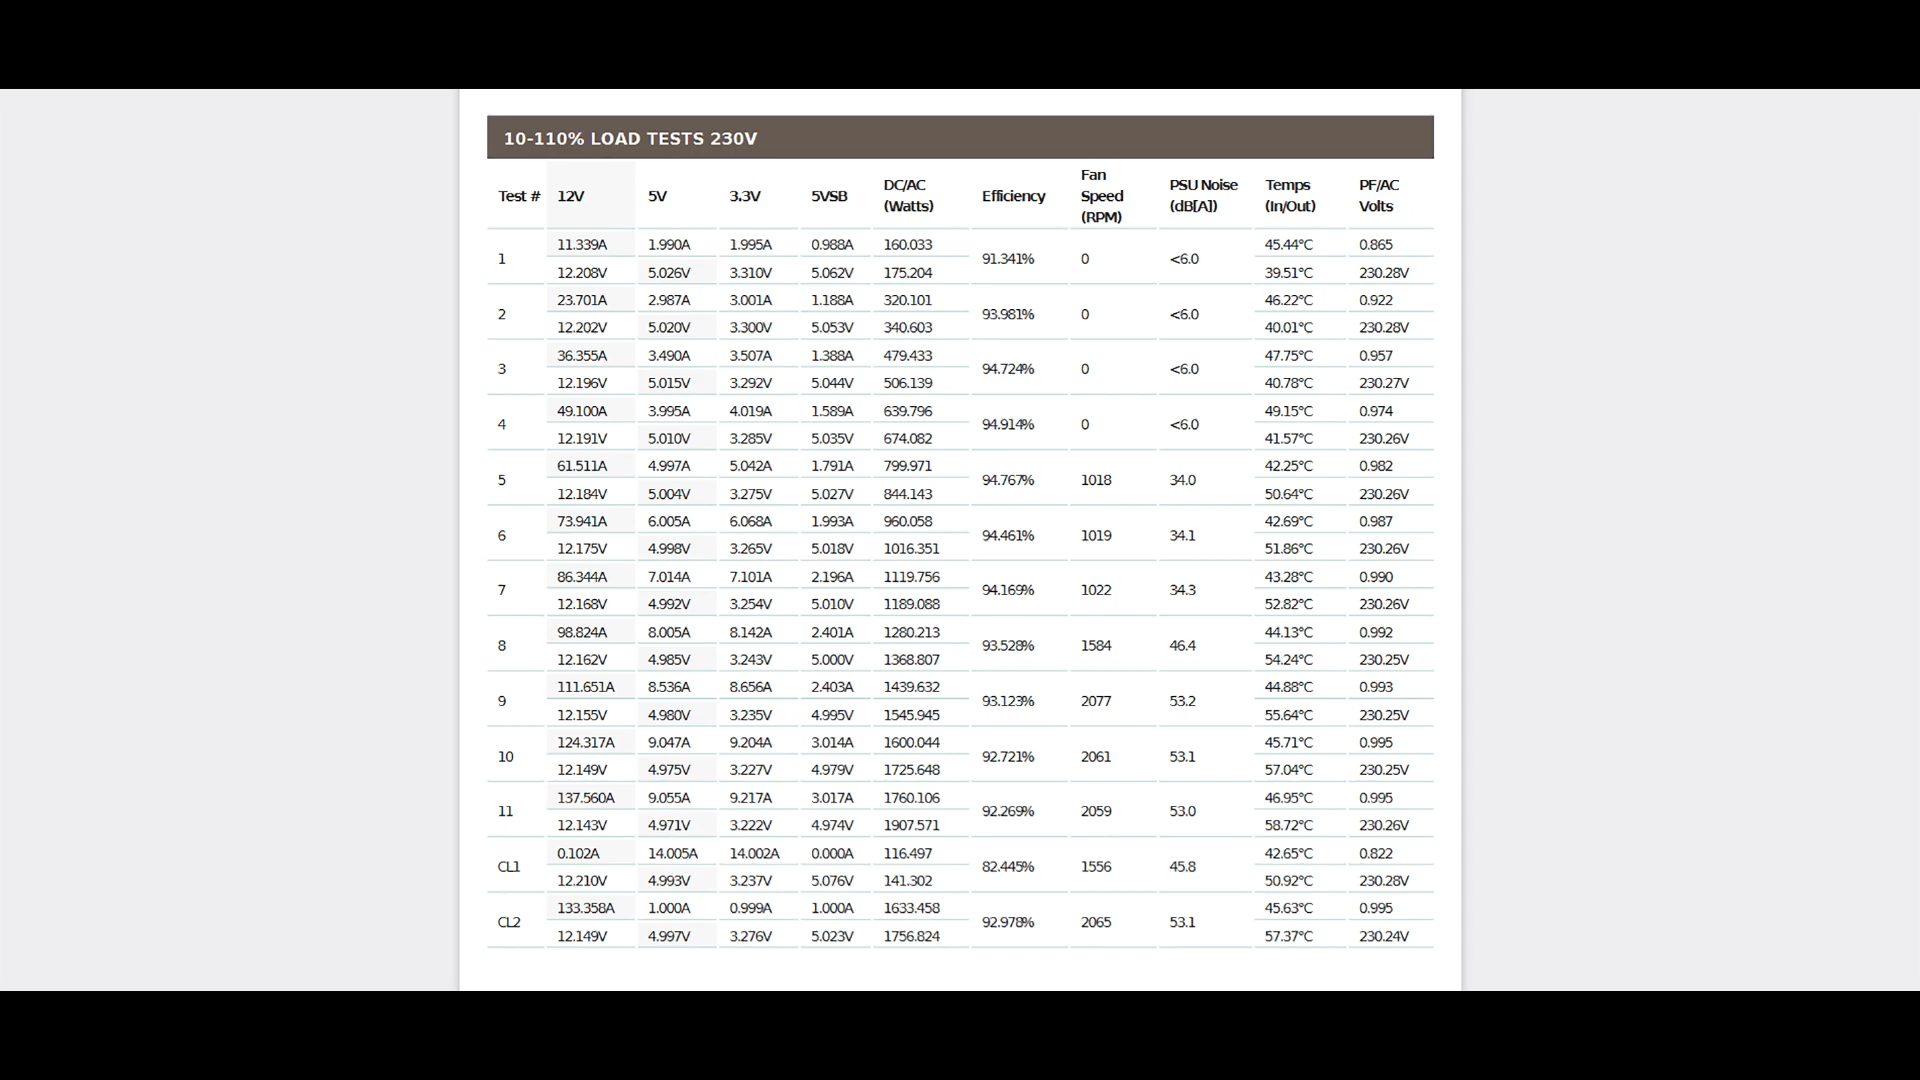 10-110% LOAD TESTS 230V
Test # 12V 5V 3.3V 5VSB DC/AC (Watts) Efficiency Fan Speed (RPM) PSU Noise (dB[A]) Temps (In/Out) PF/AC Volts
1 11.339A 1.990A 1.995A 0.988A 160.033 91.341% 0 <6.0 45.44°C 0.865
12.208V 5.026V 3.310V 5.062V 175.204 39.51°C 230.28V
2 23.701A 2.987A 3.001A 1.188A 320.101 93.981% 0 <6.0 46.22°C 0.922
12.202V 5.020V 3.300V 5.053V 340.603 40.01°C 230.28V
3 36.355A 3.490A 3.507A 1.388A 479.433 94.724% 0 <6.0 47.75°C 0.957
12.196V 5.015V 3.292V 5.044V 506.139 40.78°C 230.27V
4 49.100A 3.995A 4.019A 1.589A 639.796 94.914% 0 <6.0 49.15°C 0.974
12.191V 5.010V 3.285V 5.035V 674.082 41.57°C 230.26V
5 61.511A 4.997A 5.042A 1.791A 799.971 94.767% 1018 34.0 42.25°C 0.982
12.184V 5.004V 3.275V 5.027V 844.143 50.64°C 230.26V
6 73.941A 6.005A 6.068A 1.993A 960.058 94.461% 1019 34.1 42.69°C 0.987
12.175V 4.998V 3.265V 5.018V 1016.351 51.86°C 230.26V
7 86.344A 7.014A 7.101A 2.196A 1119.756 94.169% 1022 34.3 43.28°C 0.990
12.168V 4.992V 3.254V 5.010V 1189.088 52.82°C 230.26V
8 98.824A 8.005A 8.142A 2.401A 1280.213 93.528% 1584 46.4 44.13°C 0.992
12.162V 4.985V 3.243V 5.000V 1368.807 54.24°C 230.25V
9 111.651A 8.536A 8.656A 2.403A 1439.632 93.123% 2077 53.2 44.88°C 0.993
12.155V 4.980V 3.235V 4.995V 1545.945 55.64°C 230.25V
10 124.317A 9.047A 9.204A 3.014A 1600.044 92.721% 2061 53.1 45.71°C 0.995
12.149V 4.975V 3.227V 4.979V 1725.648 57.04°C 230.25V
11 137.560A 9.055A 9.217A 3.017A 1760.106 92.269% 2059 53.0 46.95°C 0.995
12.143V 4.971V 3.222V 4.974V 1907.571 58.72°C 230.26V
CL1 0.102A 14.005A 14.002A 0.000A 116.497 82.445% 1556 45.8 42.65°C 0.822
12.210V 4.993V 3.237V 5.076V 141.302 50.92°C 230.28V
CL2 133.358A 1.000A 0.999A 1.000A 1633.458 92.978% 2065 53.1 45.63°C 0.995
12.149V 4.997V 3.276V 5.023V 1756.824 57.37°C 230.24V